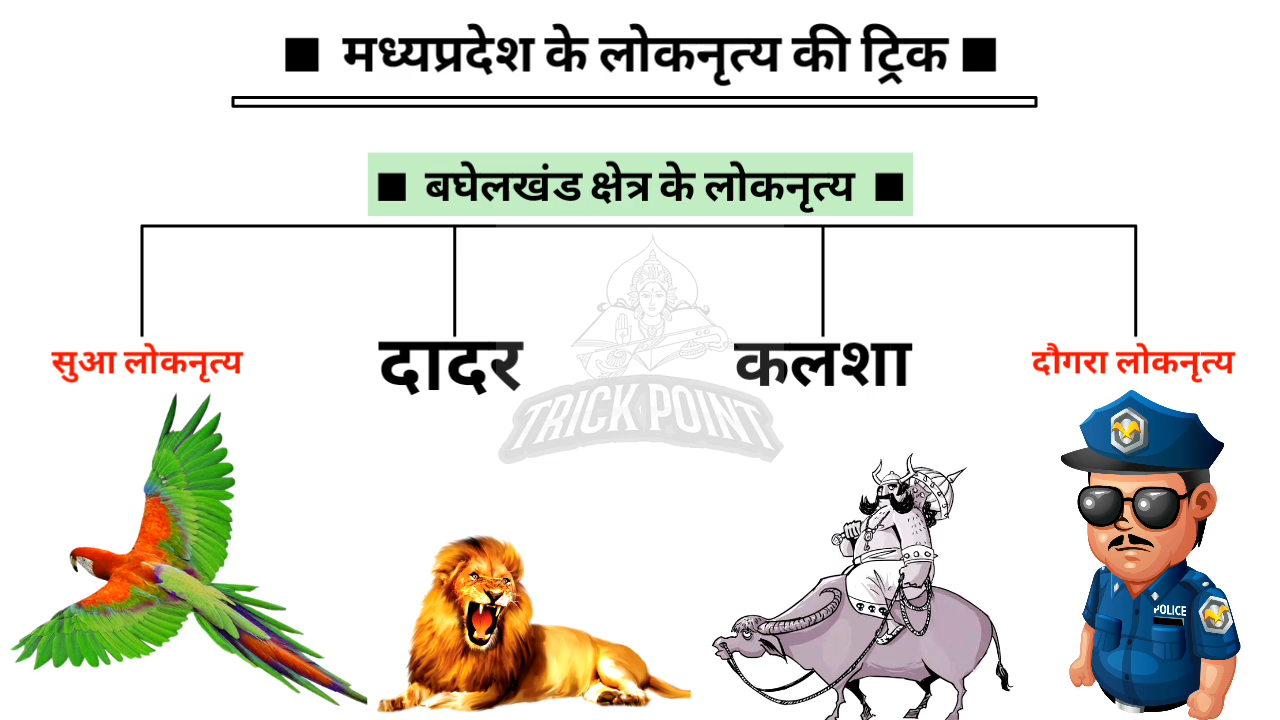 ■ मध्यप्रदेश के लोकनृत्य की ट्रिक ■
■ बघेलखंड क्षेत्र के लोकनृत्य ■
सुआ लोकनृत्य
दादर
कलशा
दौगरा लोकनृत्य
TRICK POINT
POLICE